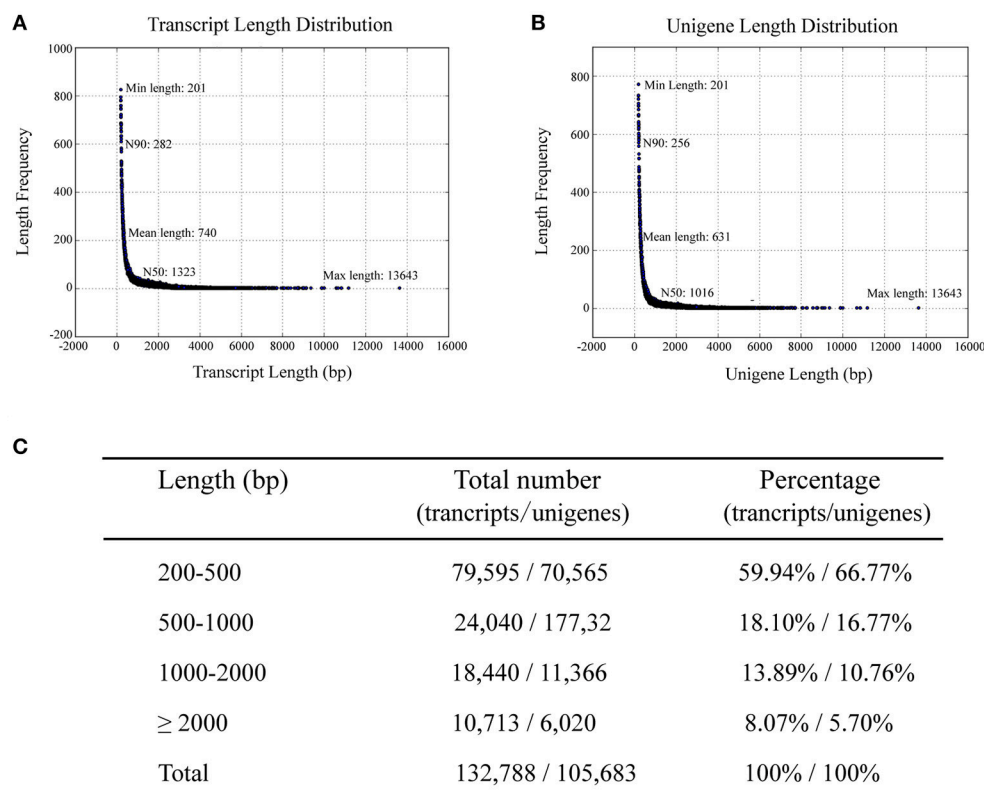 A
Transcript Length Distribution
Length Frequency
1000
800
600
400
200
0
-200
Min length: 201
N90: 282
Mean length: 740
N50: 1323
Max length: 13643
-2000 0 2000 4000 6000 8000 10000 12000 14000 16000
Transcript Length (bp)
B
Unigene Length Distribution
Length Frequency
800
600
400
200
0
Min Length: 201
N90: 256
Mean length: 631
N50: 1016
Max length: 13643
-2000 0 2000 4000 6000 8000 10000 12000 14000 16000
Unigene Length (bp)
C
Length (bp) Total number Percentage
(trancripts/unigenes) (trancripts/unigenes)
200-500 79,595 / 70,565 59.94% / 66.77%
500-1000 24,040 / 177,32 18.10% / 16.77%
1000-2000 18,440 / 11,366 13.89% / 10.76%
≥ 2000 10,713 / 6,020 8.07% / 5.70%
Total 132,788 / 105,683 100% / 100%